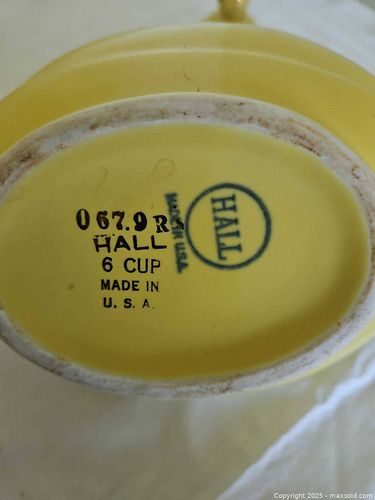 067.9 R
HALL
6 CUP
MADE IN
U. S. A.
HALL
MADE IN U.S.A.
Copyright © 2025 - maxsold.com